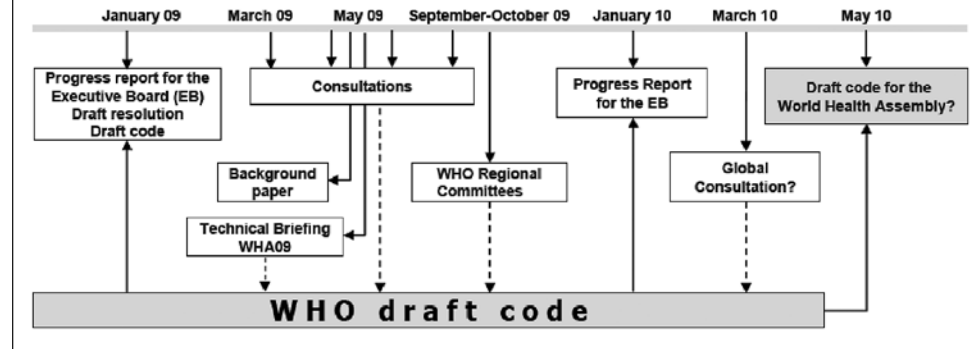 January 09 March 09 May 09 September-October 09 January 10 March 10 May 10
Progress report for the
Executive Board (EB)
Draft resolution
Draft code
Consultations
Progress Report
for the EB
Draft code for the
World Health Assembly?
Background
paper
WHO Regional
Committees
Global
Consultation?
Technical Briefing
WHA09
WHO draft code